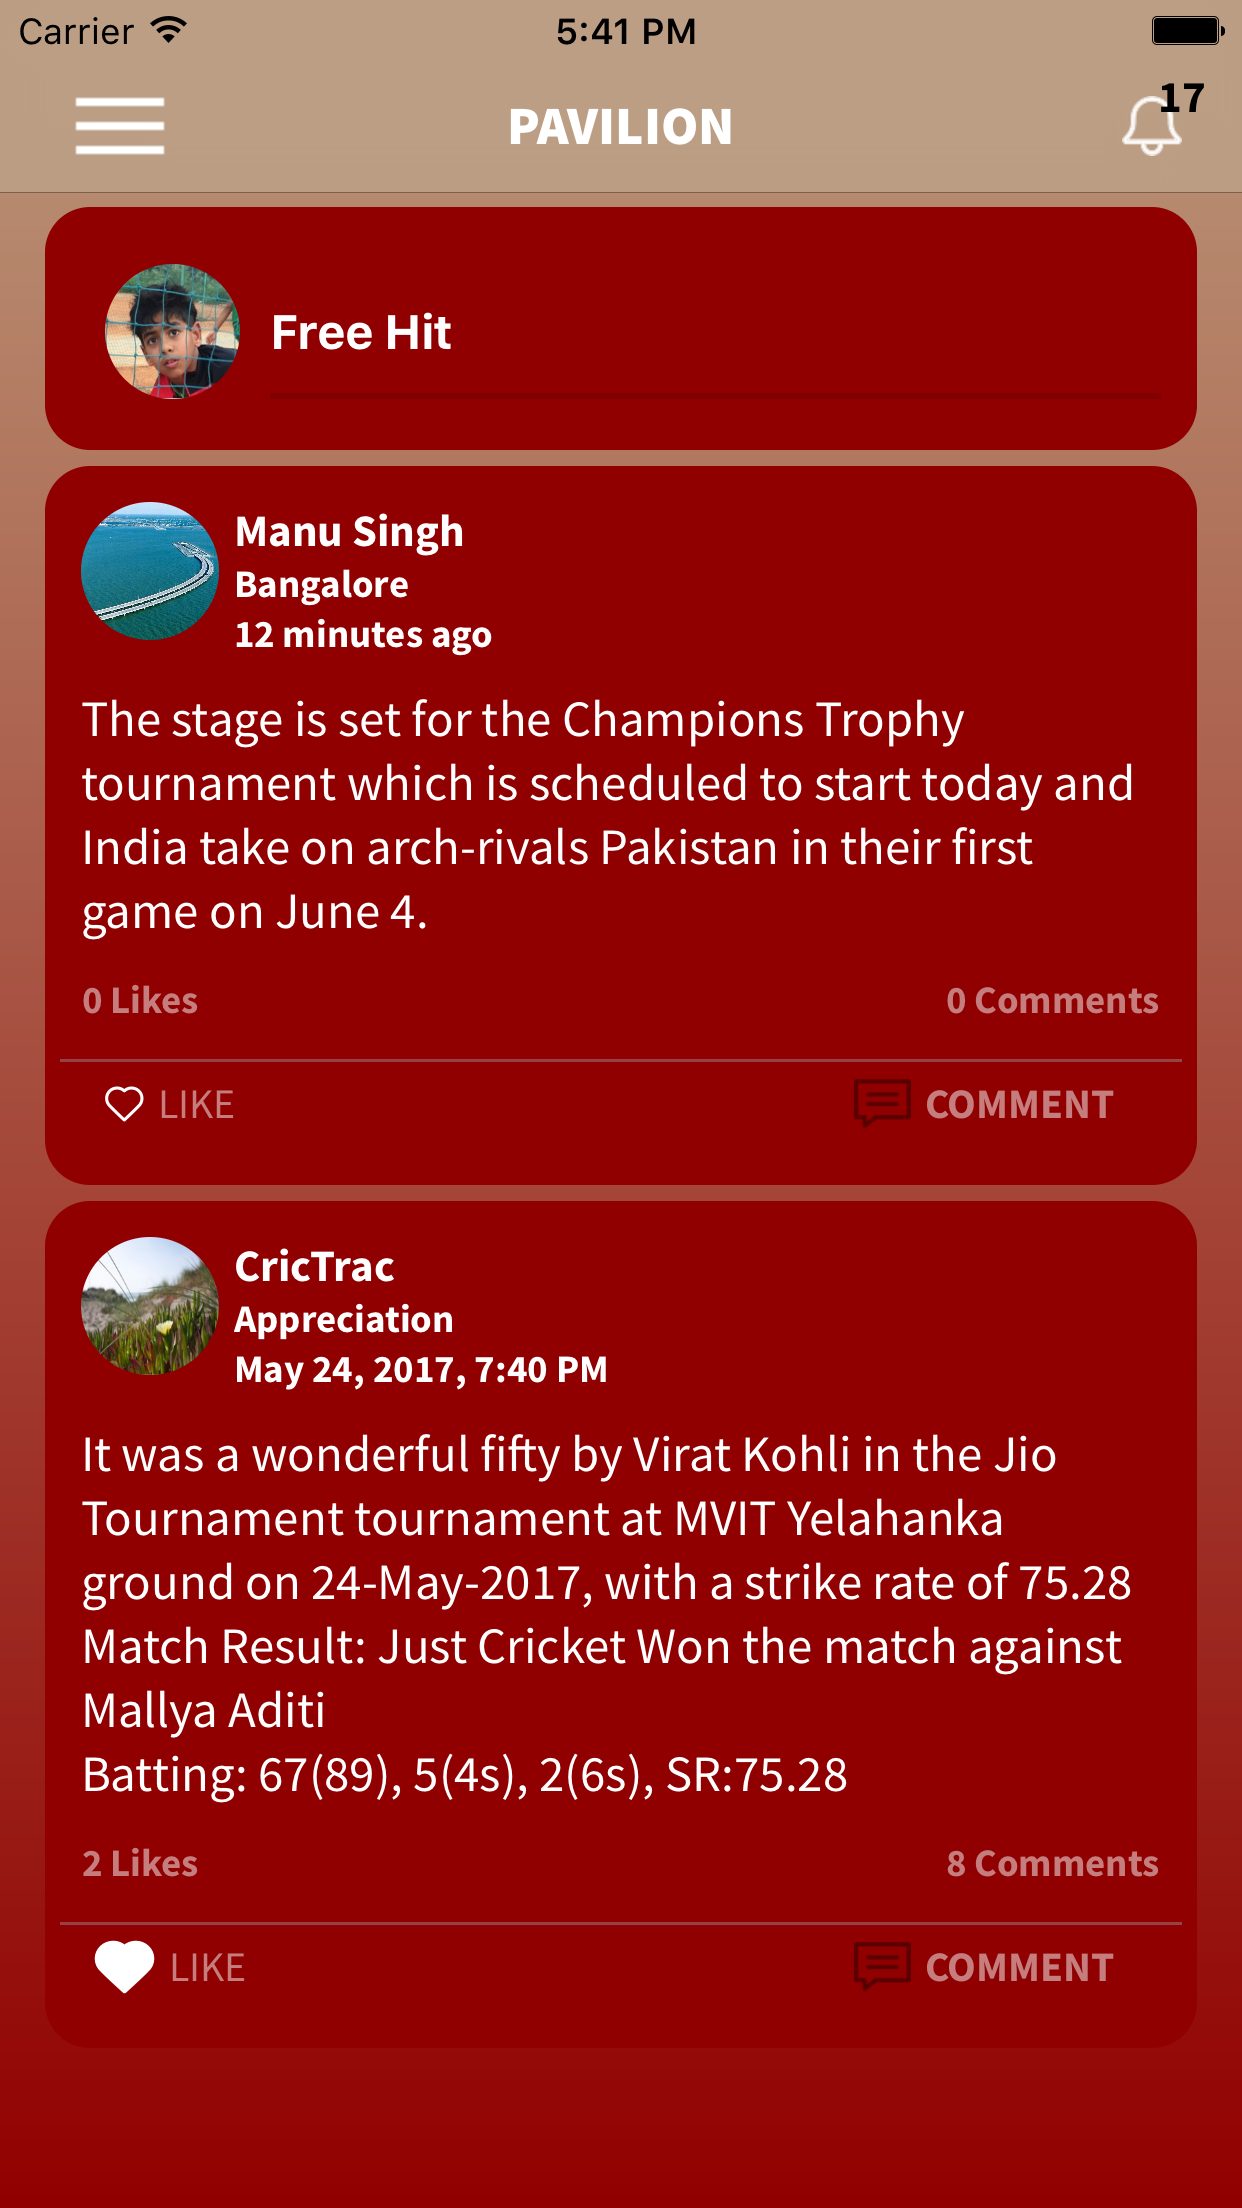 Carrier 5:41 PM
PAVILION
17
Free Hit
Manu Singh
Bangalore
12 minutes ago
The stage is set for the Champions Trophy
tournament which is scheduled to start today and
India take on arch-rivals Pakistan in their first
game on June 4.
0 Likes 0 Comments
LIKE COMMENT
CricTrac
Appreciation
May 24, 2017, 7:40 PM
It was a wonderful fifty by Virat Kohli in the Jio
Tournament tournament at MVIT Yelahanka
ground on 24-May-2017, with a strike rate of 75.28
Match Result: Just Cricket Won the match against
Mallya Aditi
Batting: 67(89), 5(4s), 2(6s), SR:75.28
2 Likes 8 Comments
LIKE COMMENT